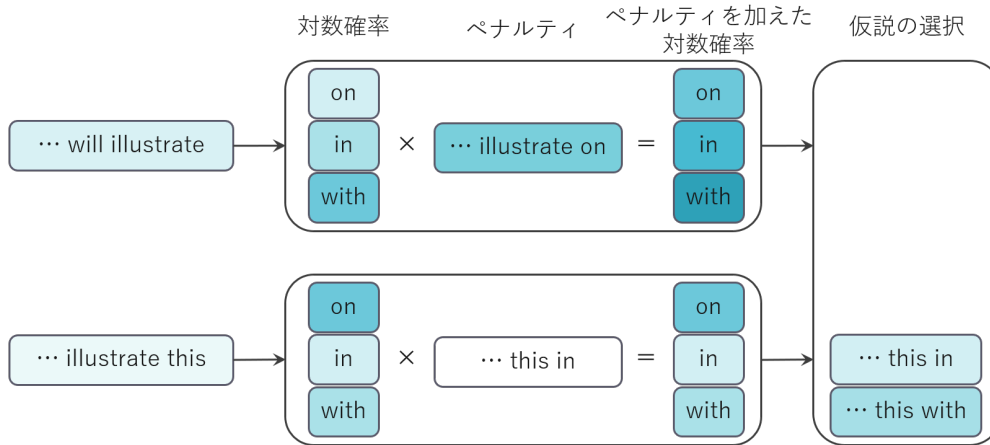 対数確率
ペナルティ
ペナルティを加えた
対数確率
仮説の選択
… will illustrate
on
in
with
×
… illustrate on
=
on
in
with
… illustrate this
on
in
with
×
… this in
=
on
in
with
… this in
… this with